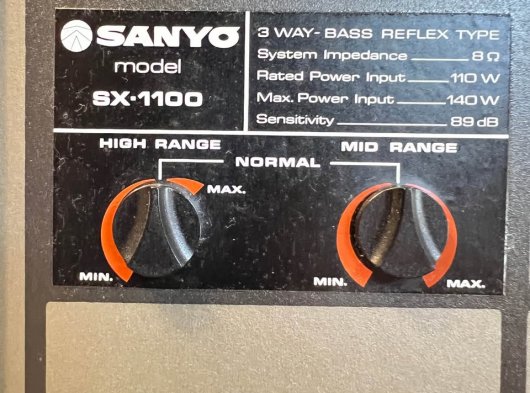 SANYO
model
SX-1100
3 WAY-BASS REFLEX TYPE
System Impedance 8Ω
Rated Power Input 110 W
Max. Power Input 140 W
Sensitivity 89 dB
HIGH RANGE
MID RANGE
NORMAL
MAX.
MIN.
MIN.
MAX.